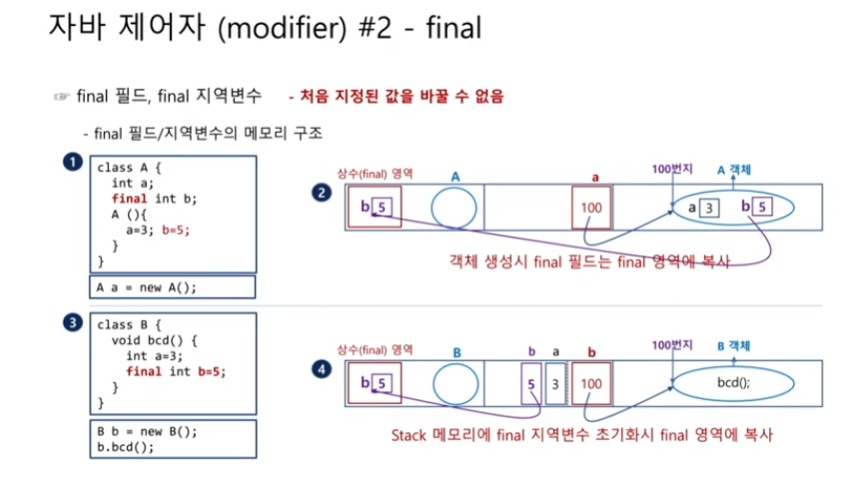 자바 제어자 (modifier) #2 - final
☞ final 필드, final 지역변수 - 처음 지정된 값을 바꿀 수 없음
- final 필드/지역변수의 메모리 구조
1
class A {
int a;
final int b;
A (){
a=3; b=5;
}
}
A a = new A();
2
상수(final) 영역 A a 100번지 A 객체
b 5 100 a 3 b 5
객체 생성시 final 필드는 final 영역에 복사
3
class B {
void bcd() {
int a=3;
final int b=5;
}
}
B b = new B();
b.bcd();
4
상수(final) 영역 B b a b 100번지 B 객체
b 5 5 3 100 bcd();
Stack 메모리에 final 지역변수 초기화시 final 영역에 복사